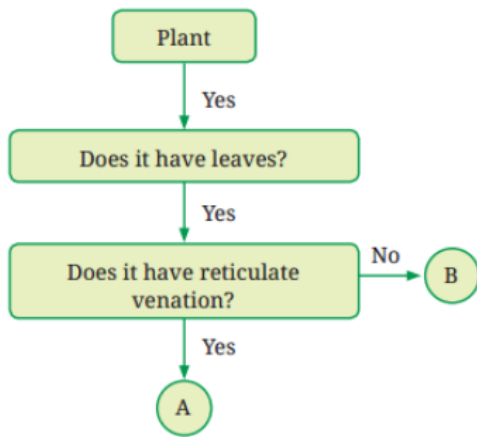 Plant
Yes
Does it have leaves?
Yes
Does it have reticulate
venation?
No
B
Yes
A